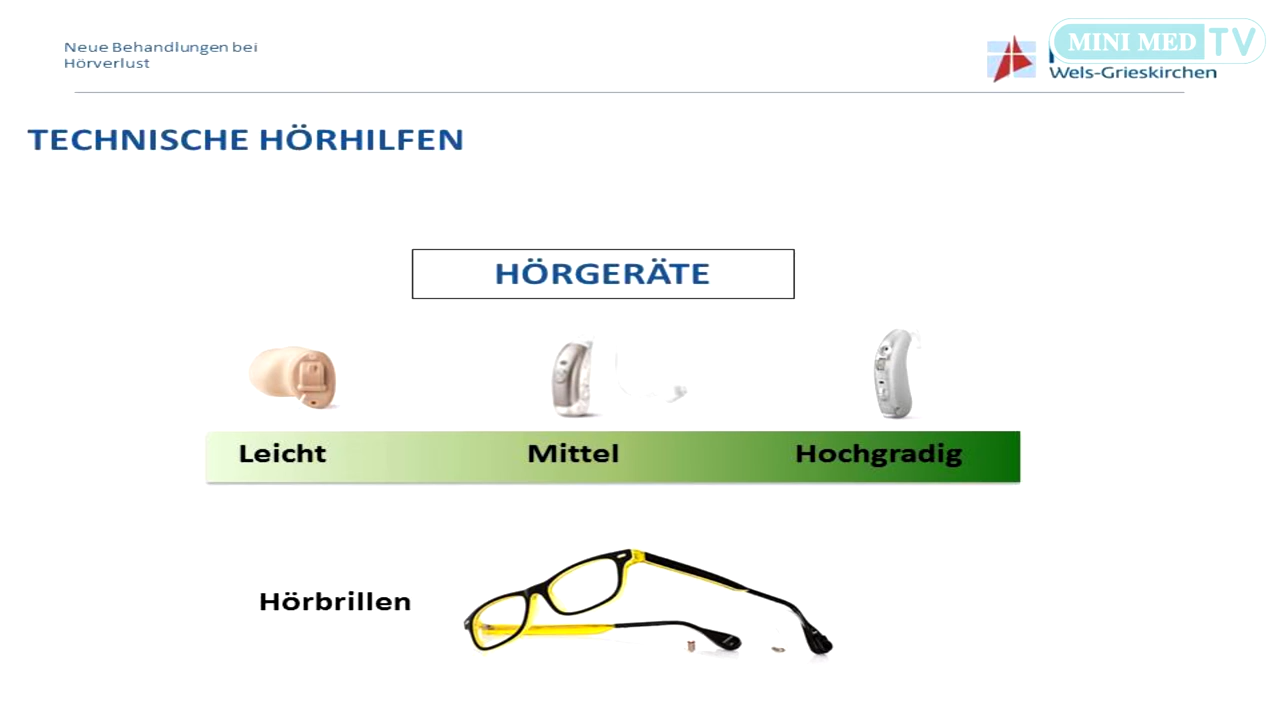 Neue Behandlungen bei
Hörverlust
MINI MED TV
Wels-Grieskirchen
TECHNISCHE HÖRHILFEN
HÖRGERÄTE
Leicht Mittel Hochgradig
Hörbrillen